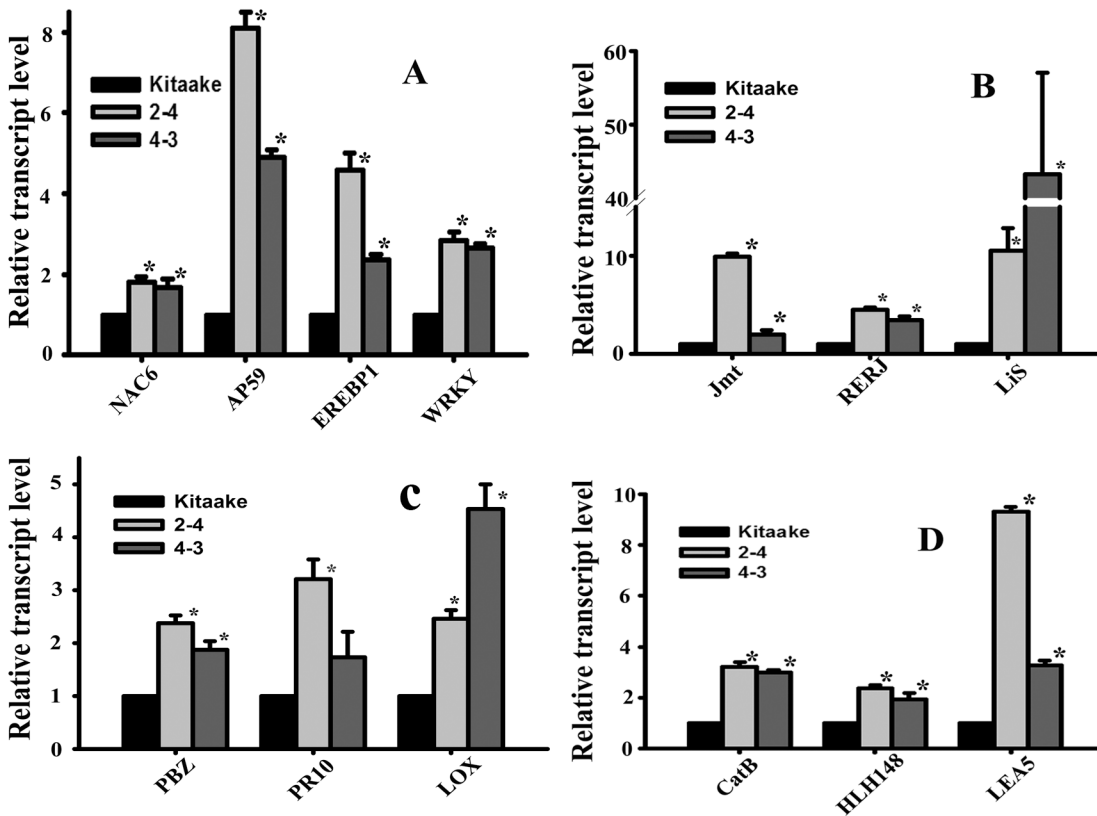 A
Relative transcript level
8
6
4
2
0
Kitaake
2-4
4-3
*
*
*
*
*
*
*
*
NAC6
AP59
EREBP1
WRKY
B
Relative transcript level
60
50
40
10
0
Kitaake
2-4
4-3
*
*
*
*
*
*
Jmt
RERJ
LiS
C
Relative transcript level
5
4
3
2
1
0
Kitaake
2-4
4-3
*
*
*
*
*
PBZ
PR10
LOX
D
Relative transcript level
10
8
6
4
2
0
Kitaake
2-4
4-3
*
*
*
*
*
*
CatB
HLH148
LEA5